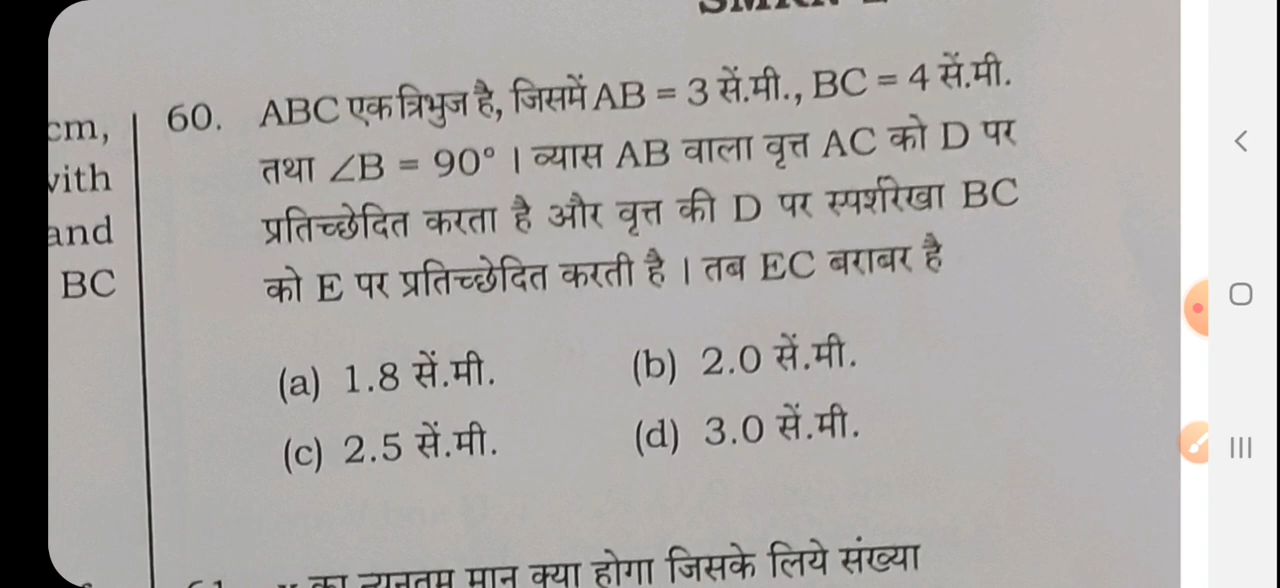 cm,
vith
and
BC
60. ABC एक त्रिभुज है, जिसमें AB = 3 सें.मी., BC = 4 सें.मी.
तथा ∠B = 90° । व्यास AB वाला वृत्त AC को D पर
प्रतिच्छेदित करता है और वृत्त की D पर स्पर्शरेखा BC
को E पर प्रतिच्छेदित करती है । तब EC बराबर है
(a) 1.8 सें.मी. (b) 2.0 सें.मी.
(c) 2.5 सें.मी. (d) 3.0 सें.मी.
का न्यूनतम मान क्या होगा जिसके लिये संख्या